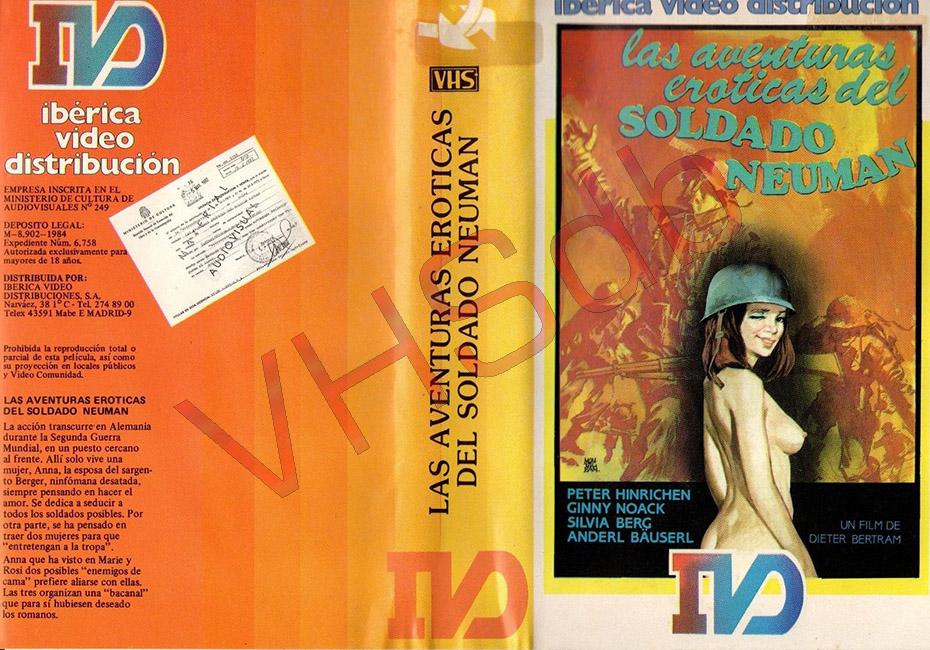 IVD
ibérica
video
distribución
EMPRESA INSCRITA EN EL
MINISTERIO DE CULTURA DE
AUDIOVISUALES Nº 249
DEPOSITO LEGAL:
M-8.902-1984
Expediente Núm. 6.758
Autorizada exclusivamente para
mayores de 18 años.
DISTRIBUIDA POR:
IBERICA VIDEO
DISTRIBUCIONES, S.A.
Narváez, 38 1º C - Tel. 274 89 00
Telex 43591 Mabe E MADRID-9
Prohibida la reproducción total o
parcial de esta película, así como
su proyección en locales públicos
y Vídeo Comunidad.
LAS AVENTURAS EROTICAS
DEL SOLDADO NEUMAN
La acción transcurre en Alemania
durante la Segunda Guerra
Mundial, en un puesto cercano
al frente. Allí solo vive una
mujer, Anna, la esposa del sargen-
to Berger, ninfómana desatada,
siempre pensando en hacer el
amor. Se dedica a seducir a
todos los soldados posibles. Por
otra parte, se ha pensado en
traer dos mujeres para que
"entretengan a la tropa".
Anna que ha visto en Marie y
Rosi dos posibles "enemigos de
cama" prefiere aliarse con ellas.
Las tres organizan una "bacanal"
que para sí hubiesen deseado
los romanos.
MINISTERIO DE CULTURA
MATERIAL
AUDIOVISUAL
VHS
LAS AVENTURAS EROTICAS
DEL SOLDADO NEUMAN
IVD
ibérica video distribución
las aventuras
eroticas del
SOLDADO
NEUMAN
PETER HINRICHEN
GINNY NOACK
SILVIA BERG
ANDERL BÄUSERL
UN FILM DE
DIETER BERTRAM
IVD
VHSdb